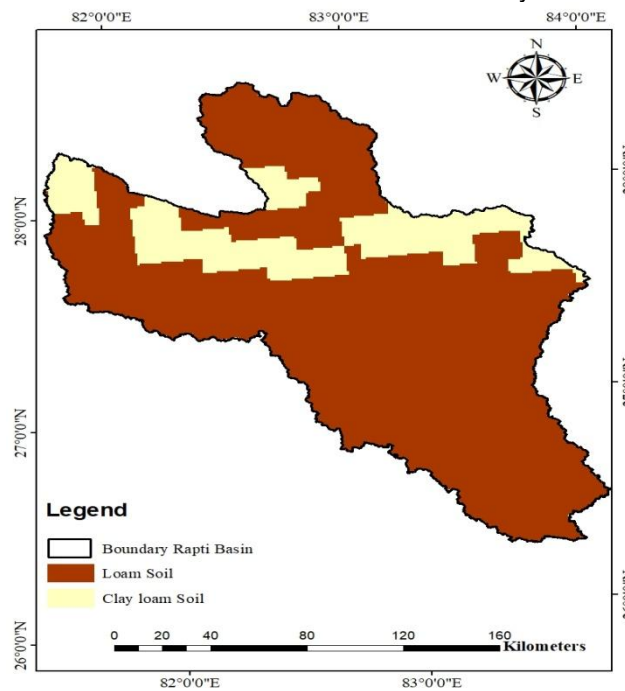 82°0'0"E 83°0'0"E 84°0'0"E
N
W E
S
28°0'0"N
27°0'0"N
26°0'0"N
Legend
Boundary Rapti Basin
Loam Soil
Clay loam Soil
0 20 40 80 120 160
Kilometers
82°0'0"E 83°0'0"E